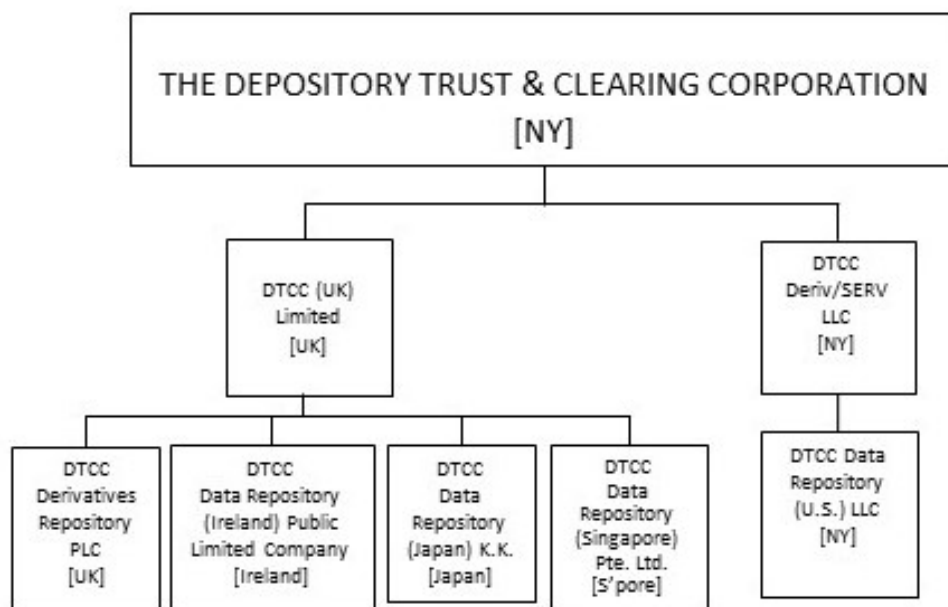 THE DEPOSITORY TRUST & CLEARING CORPORATION
[NY]
DTCC (UK)
Limited
[UK]
DTCC
Deriv/SERV
LLC
[NY]
DTCC
Derivatives
Repository
PLC
[UK]
DTCC
Data Repository
(Ireland) Public
Limited Company
[Ireland]
DTCC
Data
Repository
(Japan) K.K.
[Japan]
DTCC
Data
Repository
(Singapore)
Pte. Ltd.
[S'pore]
DTCC Data
Repository
(U.S.) LLC
[NY]